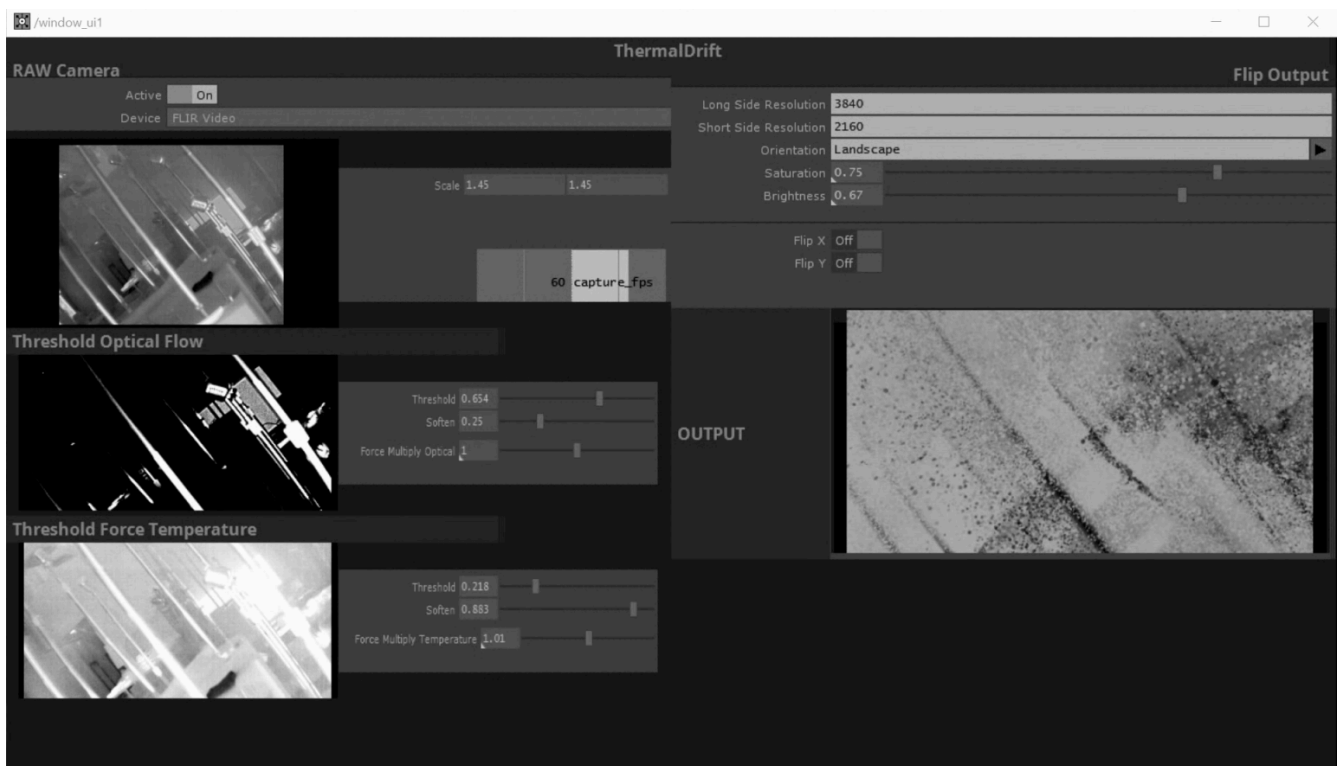 /window_ui1
ThermalDrift
RAW Camera
Active On
Device FLIR Video
Scale 1.45 1.45
60 capture_fps
Threshold Optical Flow
Threshold 0.654
Soften 0.25
Force Multiply Optical 1
Threshold Force Temperature
Threshold 0.218
Soften 0.883
Force Multiply Temperature 1.01
Flip Output
Long Side Resolution 3840
Short Side Resolution 2160
Orientation Landscape
Saturation 0.75
Brightness 0.67
Flip X Off
Flip Y Off
OUTPUT